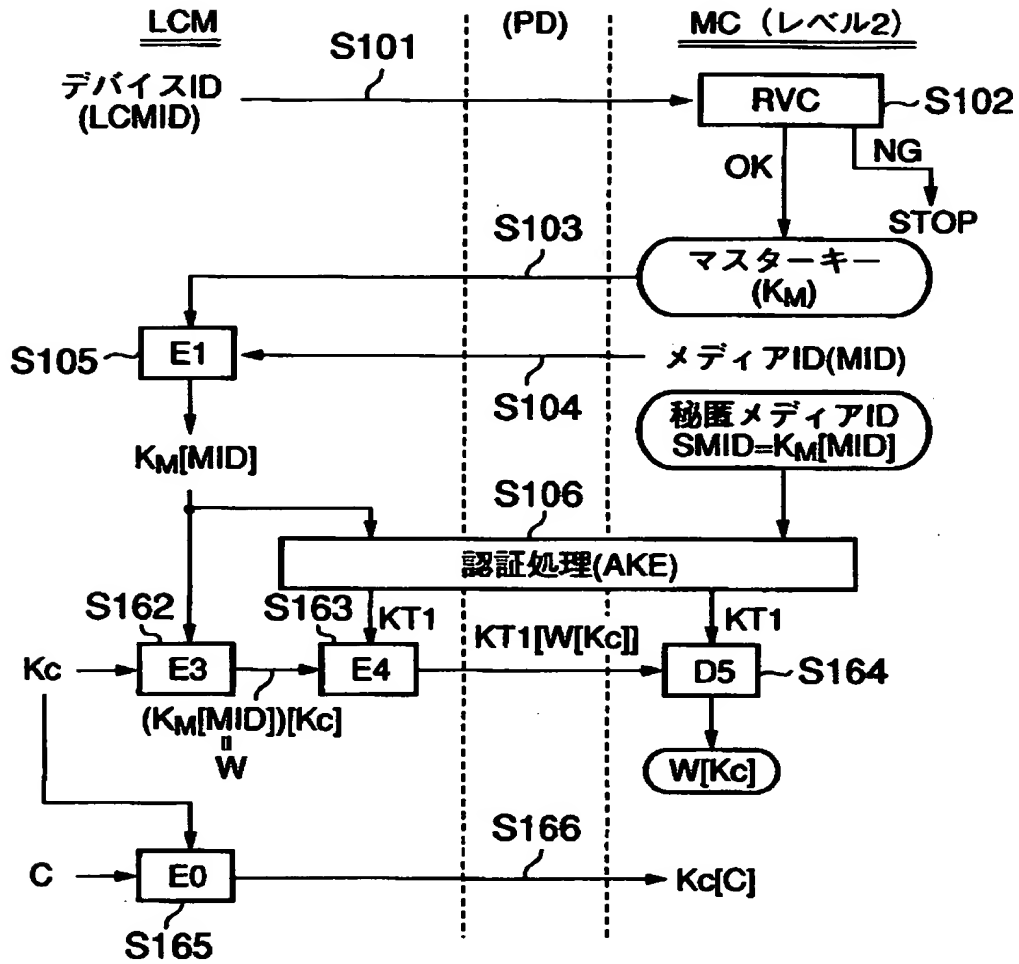 LCM
(PD)
MC (レベル2)
S101
デバイスID
(LCMID)
RVC
S102
OK
NG
STOP
S103
マスターキー
(KM)
E1
S105
メディアID(MID)
S104
秘匿メディアID
SMID=KM[MID]
KM[MID]
S106
認証処理(AKE)
S162
S163
KT1
KT1
KT1[W[Kc]]
Kc
E3
E4
D5
S164
(KM[MID])[Kc]
=
W
W[Kc]
S166
C
E0
Kc[C]
S165